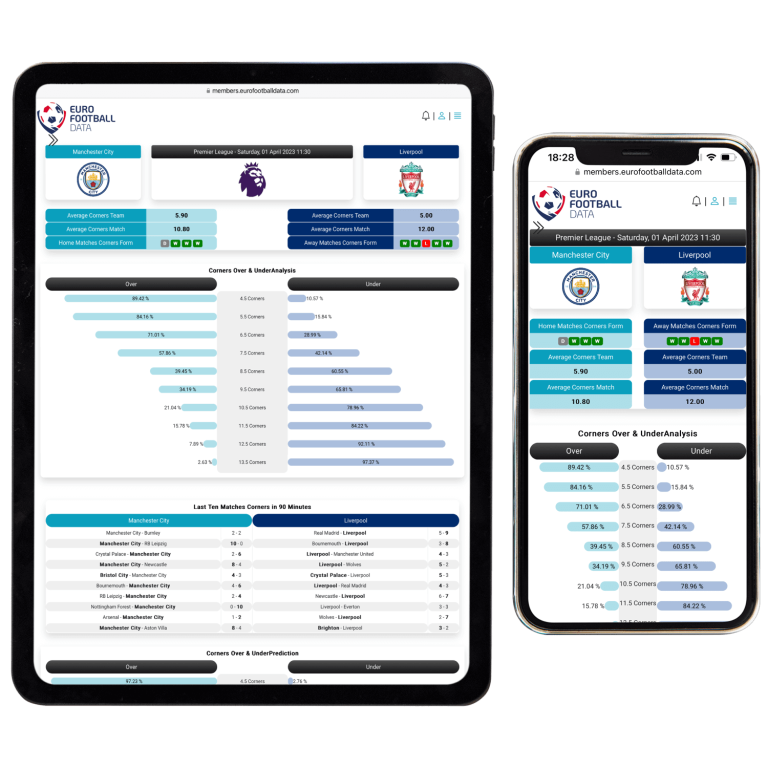 members.eurofootballdata.com
EURO
FOOTBALL
DATA
Manchester City
Premier League - Saturday, 01 April 2023 11:30
Liverpool
Average Corners Team 5.90
Average Corners Team 5.00
Average Corners Match 10.80
Average Corners Match 12.00
Home Matches Corners Form D W W W
Away Matches Corners Form W W L W W
Corners Over & UnderAnalysis
Over Under
89.42 % 4.5 Corners 10.57 %
84.16 % 5.5 Corners 15.84 %
71.01 % 6.5 Corners 28.99 %
57.86 % 7.5 Corners 42.14 %
39.45 % 8.5 Corners 60.55 %
34.19 % 9.5 Corners 65.81 %
21.04 % 10.5 Corners 78.96 %
15.78 % 11.5 Corners 84.22 %
7.89 % 12.5 Corners 92.11 %
2.63 % 13.5 Corners 97.37 %
Last Ten Matches Corners in 90 Minutes
Manchester City Liverpool
Manchester City - Burnley 2 - 2 Real Madrid - Liverpool 5 - 9
Manchester City - RB Leipzig 10 - 0 Bournemouth - Liverpool 3 - 8
Crystal Palace - Manchester City 2 - 6 Liverpool - Manchester United 4 - 3
Manchester City - Newcastle 8 - 4 Liverpool - Wolves 5 - 2
Bristol City - Manchester City 4 - 3 Crystal Palace - Liverpool 5 - 3
Bournemouth - Manchester City 4 - 6 Liverpool - Real Madrid 4 - 3
RB Leipzig - Manchester City 2 - 4 Newcastle - Liverpool 6 - 7
Nottingham Forest - Manchester City 0 - 10 Liverpool - Everton 3 - 3
Arsenal - Manchester City 1 - 2 Wolves - Liverpool 2 - 7
Manchester City - Aston Villa 8 - 4 Brighton - Liverpool 3 - 2
Corners Over & UnderPrediction
Over Under
97.23 % 4.5 Corners 2.76 %
18:28
members.eurofootballdata.com
EURO
FOOTBALL
DATA
Premier League - Saturday, 01 April 2023 11:30
Manchester City Liverpool
MANCHESTER
CITY
Home Matches Corners Form Away Matches Corners Form
D W W W W W L W W
Average Corners Team Average Corners Team
5.90 5.00
Average Corners Match Average Corners Match
10.80 12.00
Corners Over & UnderAnalysis
Over Under
89.42 % 4.5 Corners 10.57 %
84.16 % 5.5 Corners 15.84 %
71.01 % 6.5 Corners 28.99 %
57.86 % 7.5 Corners 42.14 %
39.45 % 8.5 Corners 60.55 %
34.19 % 9.5 Corners 65.81 %
21.04 % 10.5 Corners 78.96 %
15.78 % 11.5 Corners 84.22 %